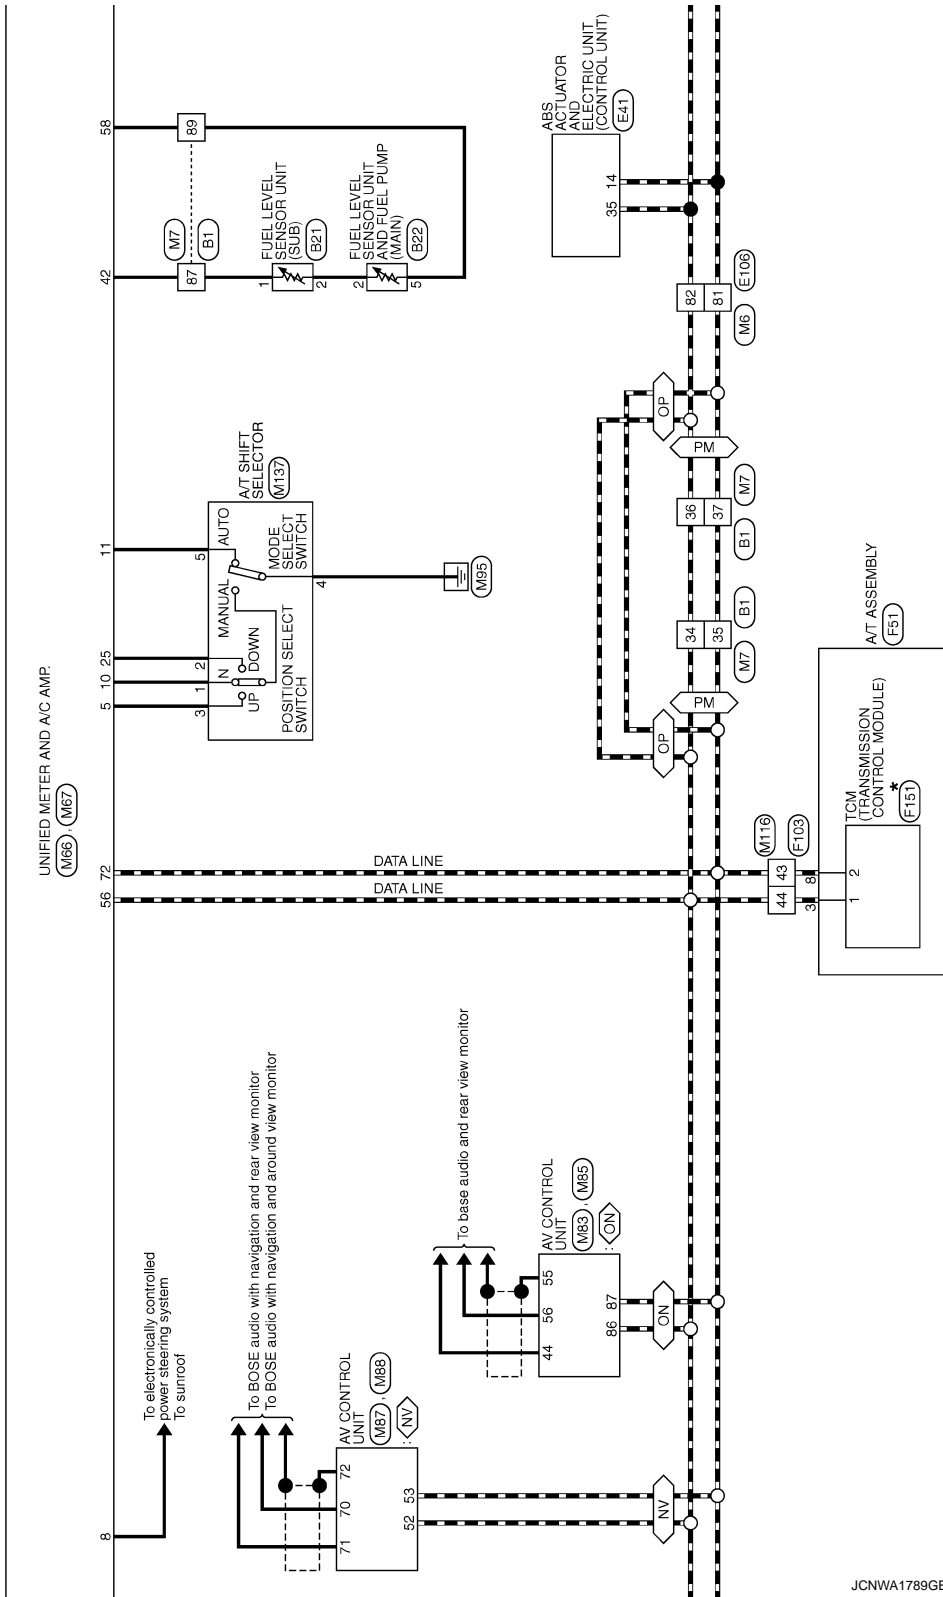 UNIFIED METER AND A/C AMP.
M66 , M67
8
56
72
5
10
25
11
42
58
To electronically controlled
power steering system
To sunroof
To BOSE audio with navigation and rear view monitor
To BOSE audio with navigation and around view monitor
AV CONTROL
UNIT
M87 , M88
: NV
71
70
72
52
53
NV
To base audio and rear view monitor
AV CONTROL
UNIT
M83 , M85
: ON
44
56
55
86
87
ON
DATA LINE
DATA LINE
M116
F103
44
43
3
8
A/T ASSEMBLY
F51
TCM
(TRANSMISSION
CONTROL MODULE)
*
F151
1
2
A/T SHIFT
SELECTOR
M137
3
1
2
5
UP
N
DOWN
MANUAL
AUTO
POSITION SELECT
SWITCH
MODE
SELECT
SWITCH
4
M95
OP
PM
34
35
M7
B1
36
37
B1
M7
PM
OP
82
81
M6
E106
M7
B1
87
89
FUEL LEVEL
SENSOR UNIT
(SUB)
B21
1
2
FUEL LEVEL
SENSOR UNIT
AND FUEL PUMP
(MAIN)
B22
2
5
ABS
ACTUATOR
AND
ELECTRIC UNIT
(CONTROL UNIT)
E41
35
14
JCNWA1789GE